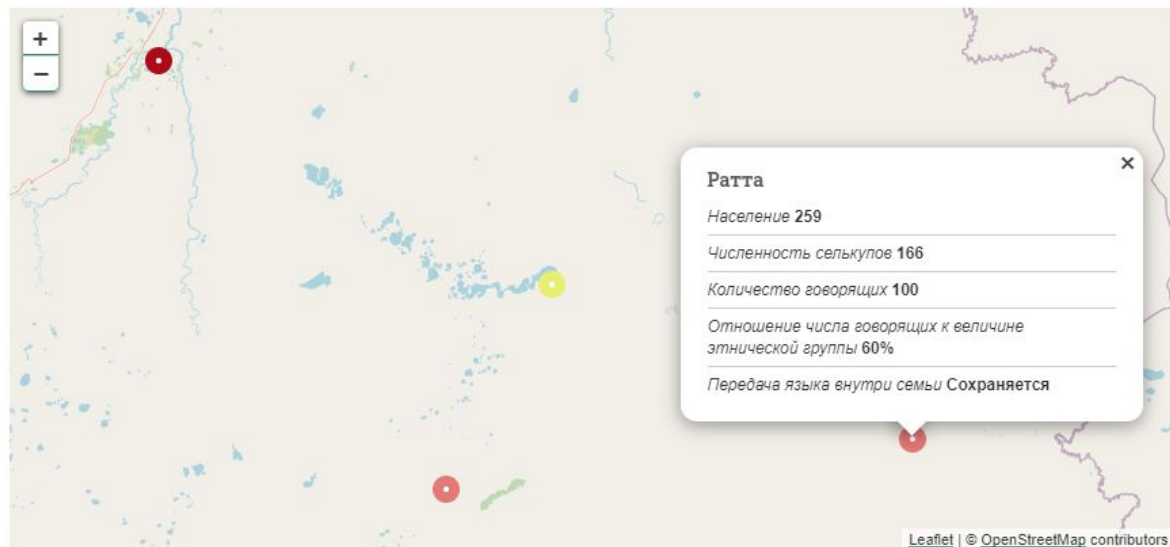 +
−
×
Ратта
Население 259
Численность селькупов 166
Количество говорящих 100
Отношение числа говорящих к величине
этнической группы 60%
Передача языка внутри семьи Сохраняется
Leaflet | © OpenStreetMap contributors